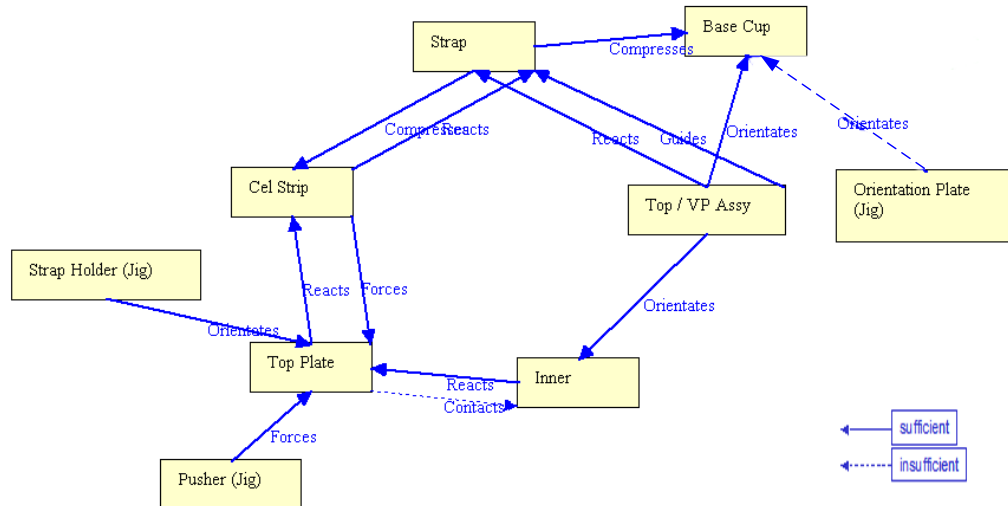 Base Cup
Strap
Compresses
Compresses
Reacts
Reacts
Guides
Orientates
Orientates
Cel Strip
Top / VP Assy
Orientation Plate
(Jig)
Strap Holder (Jig)
Reacts
Forces
Orientates
Orientates
Top Plate
Inner
Reacts
Contacts
Forces
Pusher (Jig)
sufficient
insufficient